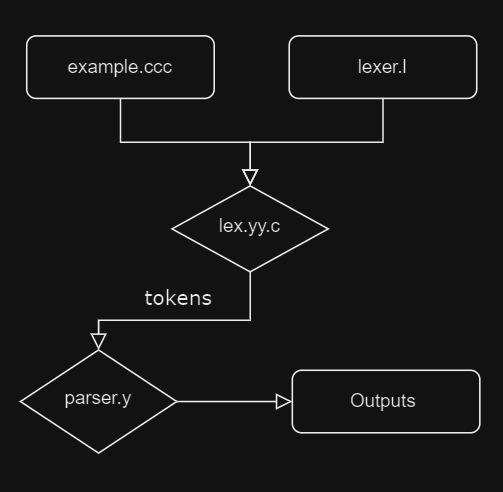 example.ccc
lexer.l
lex.yy.c
tokens
parser.y
Outputs